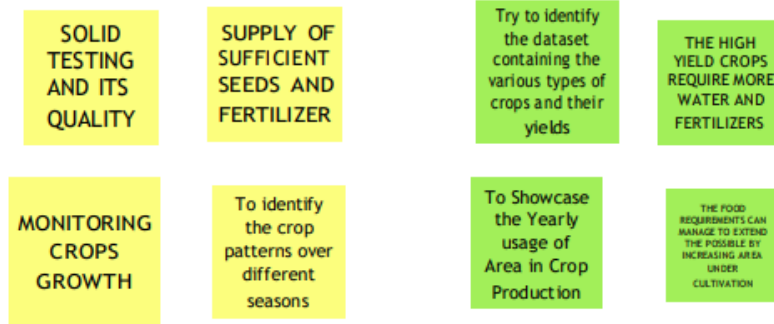 SOLID
TESTING
AND ITS
QUALITY
SUPPLY OF
SUFFICIENT
SEEDS AND
FERTILIZER
Try to identify
the dataset
containing the
various types of
crops and their
yields
THE HIGH
YIELD CROPS
REQUIRE MORE
WATER AND
FERTILIZERS
MONITORING
CROPS
GROWTH
To identify
the crop
patterns over
different
seasons
To Showcase
the Yearly
usage of
Area in Crop
Production
THE FOOD
REQUIREMENTS CAN
MANAGE TO EXTEND
THE POSSIBLE BY
INCREASING AREA
UNDER
CULTIVATION